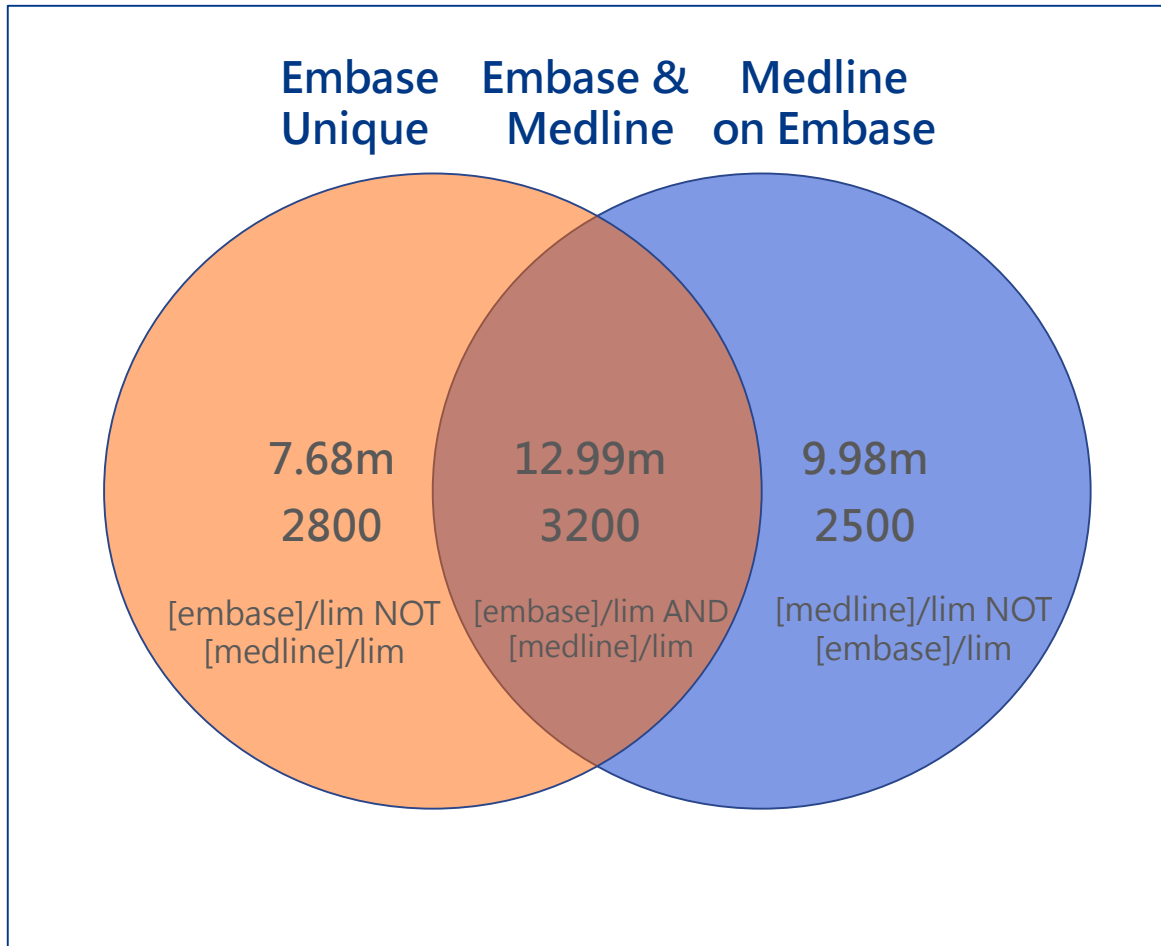 Embase
Unique
Embase &
Medline
Medline
on Embase
7.68m
2800
[embase]/lim NOT
[medline]/lim
12.99m
3200
[embase]/lim AND
[medline]/lim
9.98m
2500
[medline]/lim NOT
[embase]/lim